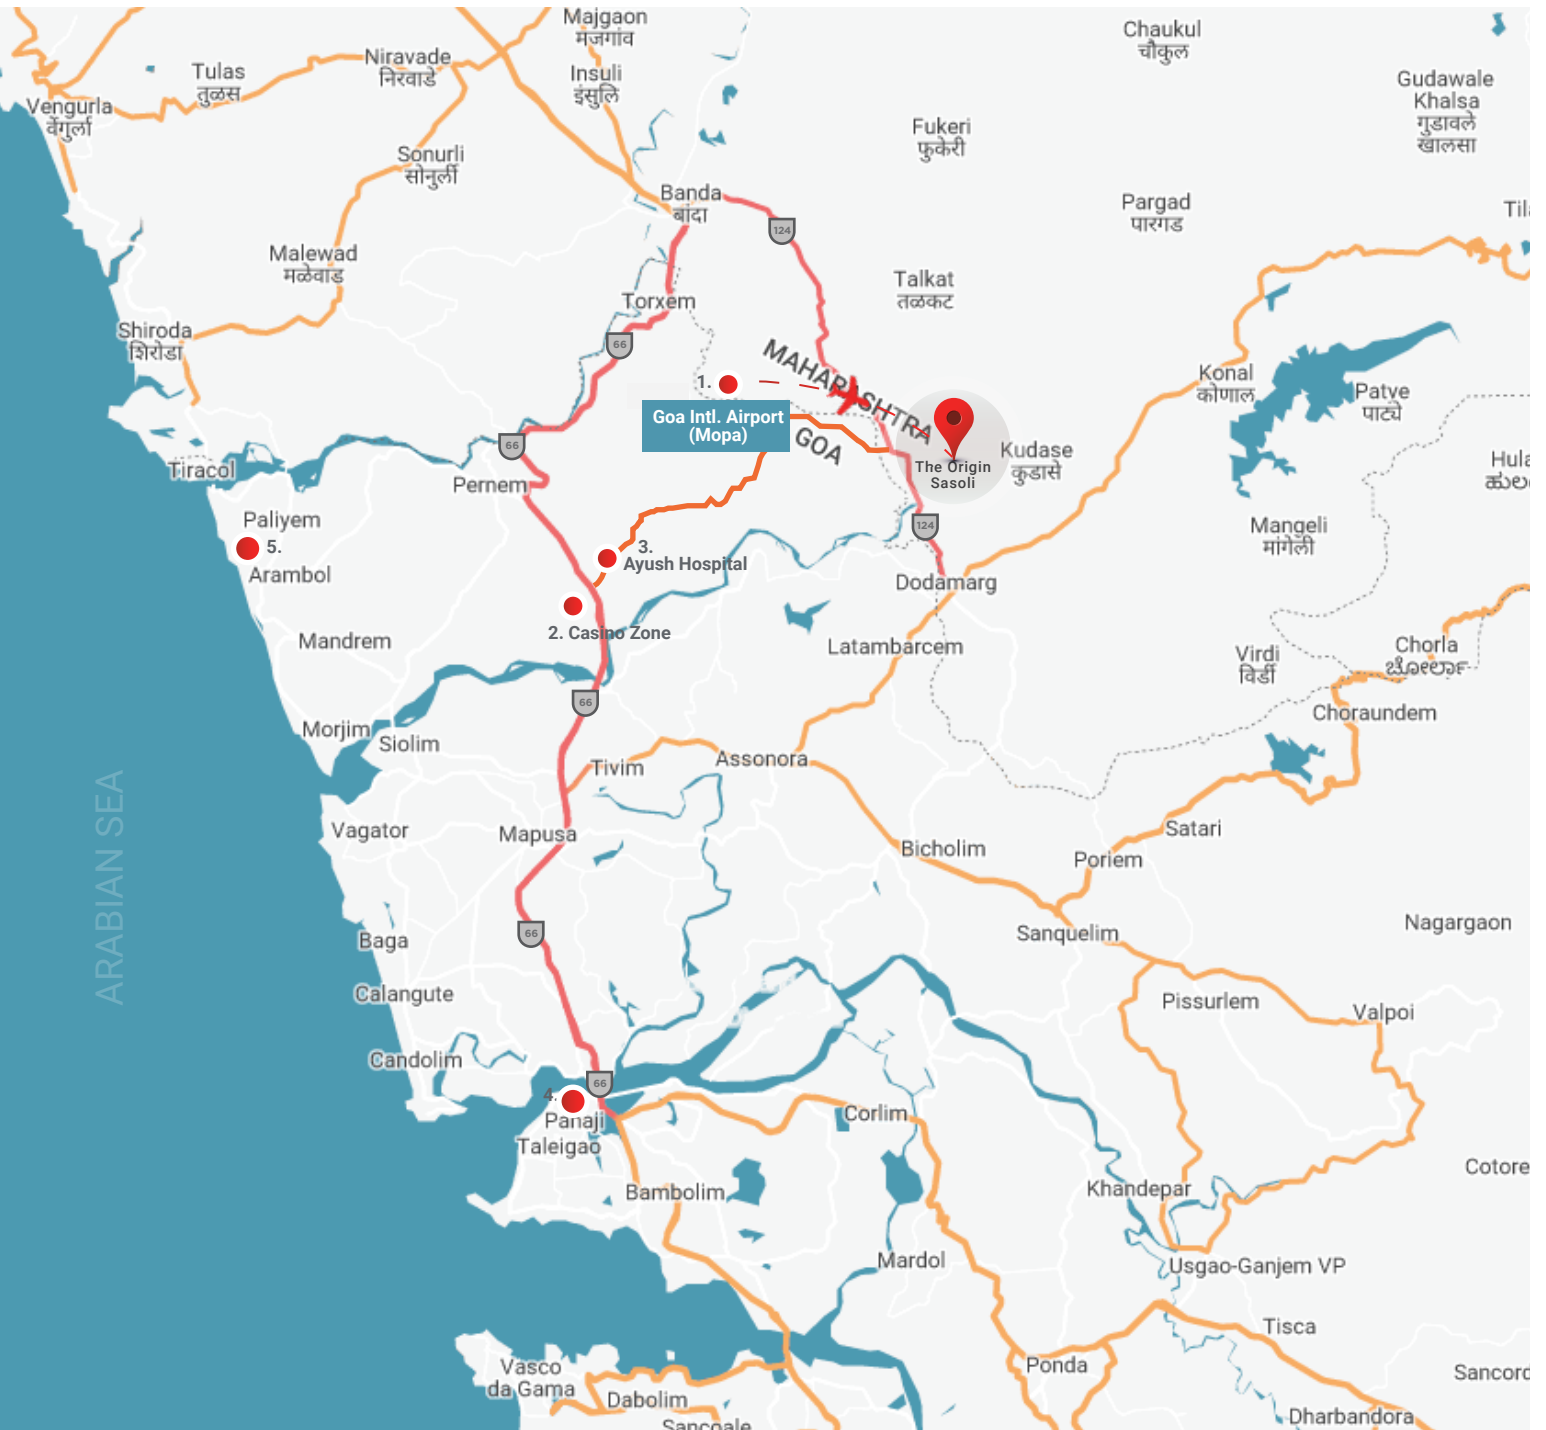 Majgaon
मजगांव
Chaukul
चौकुल
Niravade
निरवाडे
Tulas
तुळस
Insuli
इंसुलि
Gudawale
Khalsa
गुडावले
खालसा
Vengurla
वेंगुर्ला
Fukeri
फुकेरी
Sonurli
सोनुर्ली
Banda
बांदा
Pargad
पारगड
124
Malewad
मळेवाड
Talkat
तळकट
Torxem
Shiroda
शिरोडा
66
MAHARASHTRA
1.
Konal
कोणाल
Patve
पाट्ये
Goa Intl. Airport
(Mopa)
GOA
66
Kudase
कुडासे
The Origin
Sasoli
Tiracol
Pernem
Paliyem
5.
Arambol
124
Mangeli
मांगेली
3.
Ayush Hospital
Dodamarg
2. Casino Zone
Mandrem
Latambarcem
Virdi
विर्डी
Chorla
ಚೋರ್ಲಾ
66
Choraundem
Morjim
Siolim
Tivim
Assonora
ARABIAN SEA
Vagator
Mapusa
Satari
Bicholim
Poriem
66
Baga
Sanquelim
Nagargaon
Calangute
Pissurlem
Valpoi
Candolim
66
4.
Panaji
Corlim
Taleigao
Cotore
Bambolim
Khandepar
Mardol
Usgao-Ganjem VP
Tisca
Vasco
da Gama
Ponda
Sancord
Dabolim
Dharbandora
Sancoale